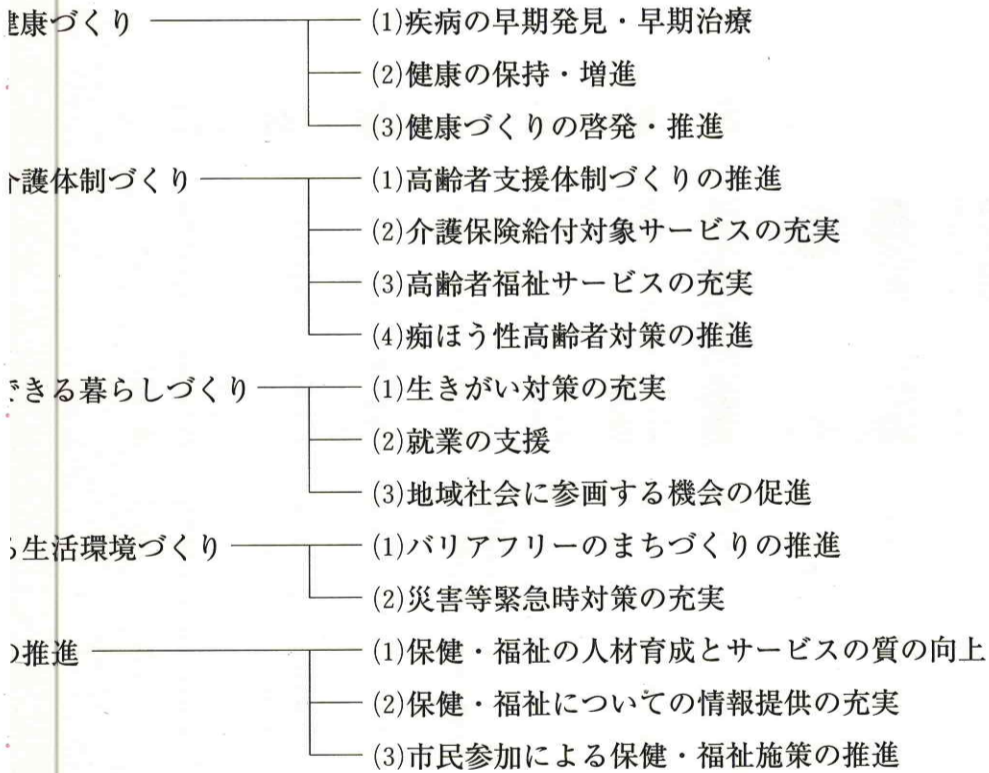 健康づくり (1)疾病の早期発見・早期治療
(2)健康の保持・増進
(3)健康づくりの啓発・推進
介護体制づくり (1)高齢者支援体制づくりの推進
(2)介護保険給付対象サービスの充実
(3)高齢者福祉サービスの充実
(4)痴ほう性高齢者対策の推進
できる暮らしづくり (1)生きがい対策の充実
(2)就業の支援
(3)地域社会に参画する機会の促進
生活環境づくり (1)バリアフリーのまちづくりの推進
(2)災害等緊急時対策の充実
の推進 (1)保健・福祉の人材育成とサービスの質の向上
(2)保健・福祉についての情報提供の充実
(3)市民参加による保健・福祉施策の推進